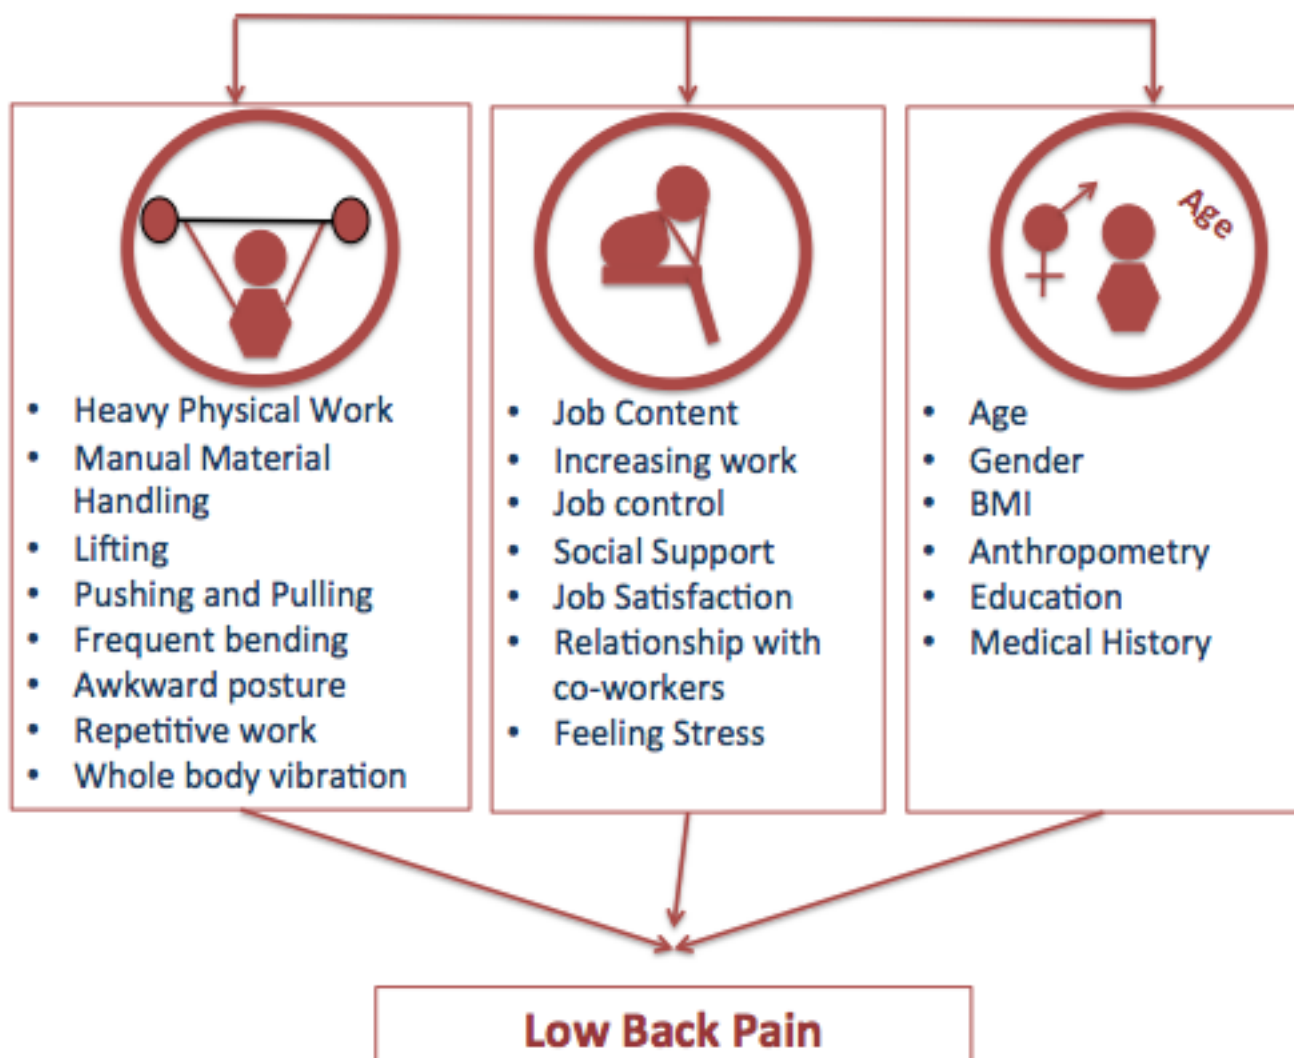 • Heavy Physical Work
• Manual Material
Handling
• Lifting
• Pushing and Pulling
• Frequent bending
• Awkward posture
• Repetitive work
• Whole body vibration
• Job Content
• Increasing work
• Job control
• Social Support
• Job Satisfaction
• Relationship with
co-workers
• Feeling Stress
Age
• Age
• Gender
• BMI
• Anthropometry
• Education
• Medical History
Low Back Pain